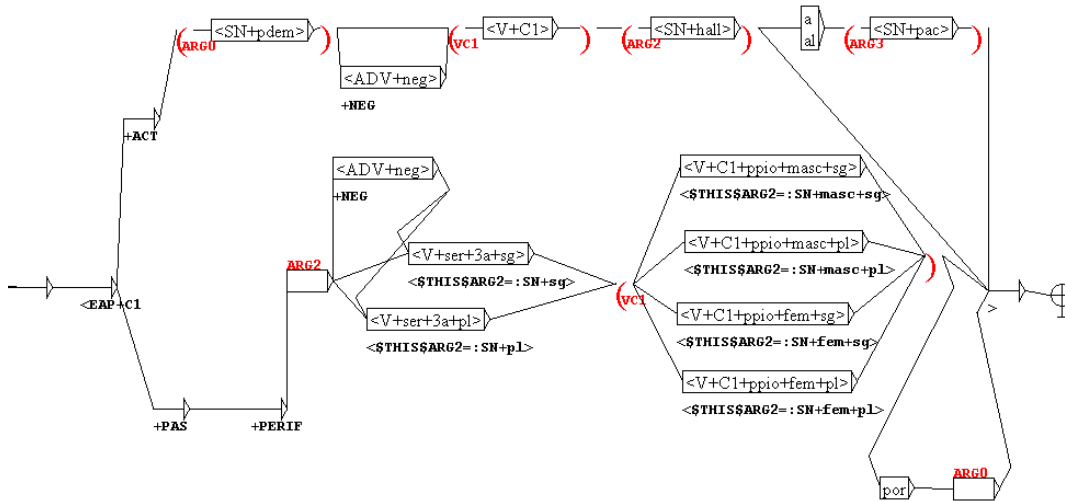 ( ARG0 <SN+pdem> ) ( VC1 <V+C1> ) ( ARG2 <SN+hall> ) a al ( ARG3 <SN+pac> )
<ADV+neg>
+NEG
+ACT
<ADV+neg>
+NEG
<V+C1+ppio+masc+sg>
<$THIS$ARG2=:SN+masc+sg>
ARG2
<V+ser+3a+sg>
<$THIS$ARG2=:SN+sg>
<V+C1+ppio+masc+pl>
<$THIS$ARG2=:SN+masc+pl>
<EAP+C1
( VC1 )
>
<V+ser+3a+pl>
<$THIS$ARG2=:SN+pl>
<V+C1+ppio+fem+sg>
<$THIS$ARG2=:SN+fem+sg>
<V+C1+ppio+fem+pl>
<$THIS$ARG2=:SN+fem+pl>
+PAS
+PERIF
por
ARG0